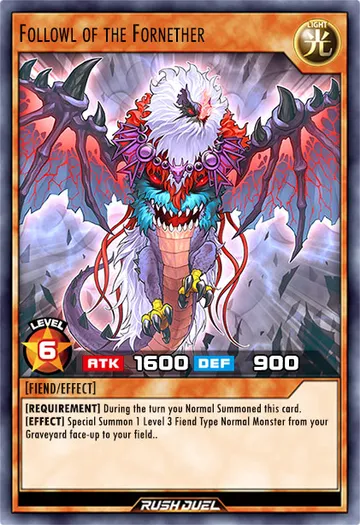 Followl of the Fornether
LIGHT
光
LEVEL
6
ATK 1600 DEF 900
[FIEND/EFFECT]
[REQUIREMENT] During the turn you Normal Summoned this card.
[EFFECT] Special Summon 1 Level 3 Fiend Type Normal Monster from your
Graveyard face-up to your field..
RUSH DUEL